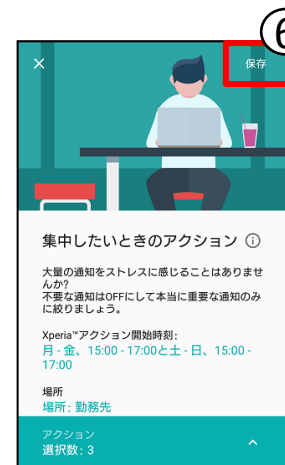 ⑥
× 保存
集中したいときのアクション ⓘ
大量の通知をストレスに感じることはありませ
んか?
不要な通知はOFFにして本当に重要な通知のみ
に絞りましょう。
Xperia™アクション開始時刻:
月 - 金、15:00 - 17:00と土 - 日、15:00 -
17:00
場所
場所: 勤務先
アクション
選択数: 3